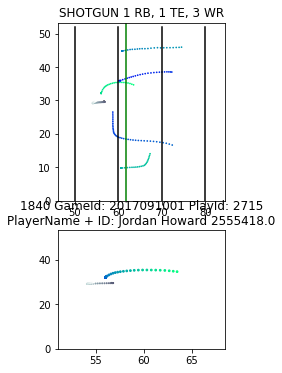 SHOTGUN 1 RB, 1 TE, 3 WR
50
40
30
20
10
0
50 60 70 80
1840 GameId: 2017091001 PlayId: 2715
PlayerName + ID: Jordan Howard 2555418.0
40
20
0
55 60 65